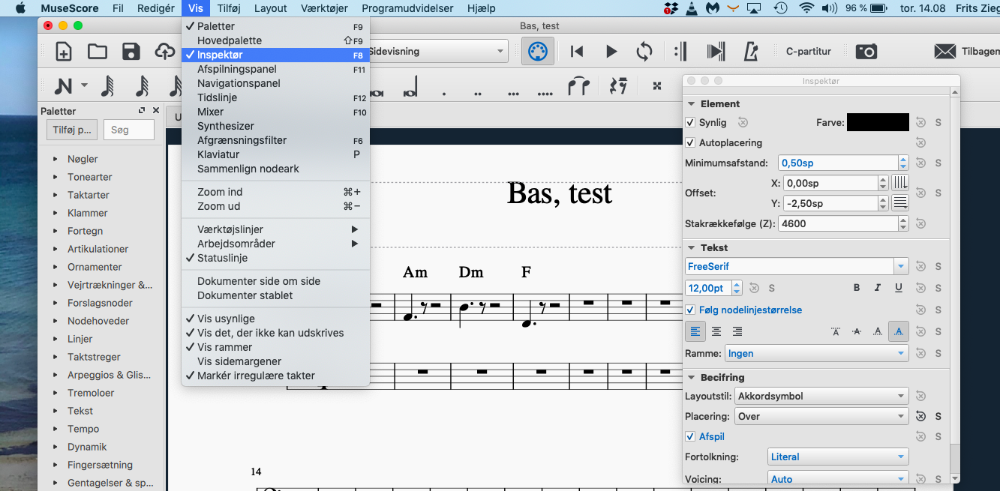 MuseScore Fil Redigér Vis Tilføj Layout Værktøjer Programudvidelser Hjælp 96 % tor. 14.08 Frits Zieg
Bas, test
Sidevisning C-partitur Tilbagem
Paletter
Tilføj p... Søg
Nøgler
Tonearter
Taktarter
Klammer
Fortegn
Artikulationer
Ornamenter
Vejrtrækninger &...
Forslagsnoder
Nodehoveder
Linjer
Taktstreger
Arpeggios & Glis...
Tremoloer
Tekst
Tempo
Dynamik
Fingersætning
Gentagelser & sp...
✓ Paletter F9
Hovedpalette ⇧F9
✓ Inspektør F8
Afspilningspanel F11
Navigationspanel
Tidslinje F12
Mixer F10
Synthesizer
Afgrænsningsfilter F6
Klaviatur P
Sammenlign nodeark
Zoom ind ⌘+
Zoom ud ⌘−
Værktøjslinjer ▶
Arbejdsområder ▶
✓ Statuslinje
Dokumenter side om side
Dokumenter stablet
✓ Vis usynlige
✓ Vis det, der ikke kan udskrives
✓ Vis rammer
Vis sidemargener
✓ Markér irregulære takter
U
Bas, test
Am Dm F
14
Inspektør
Element
Synlig Farve: S
Autoplacering
Minimumsafstand: 0,50sp S
X: 0,00sp
Offset: S
Y: -2,50sp
Stakrækkefølge (Z): 4600
Tekst
FreeSerif S
12,00pt S B I U S
Følg nodelinjestørrelse S
A A A A S
Ramme: Ingen S
Becifring
Layoutstil: Akkordsymbol
Placering: Over S
Afspil S
Fortolkning: Literal
Voicing: Auto S